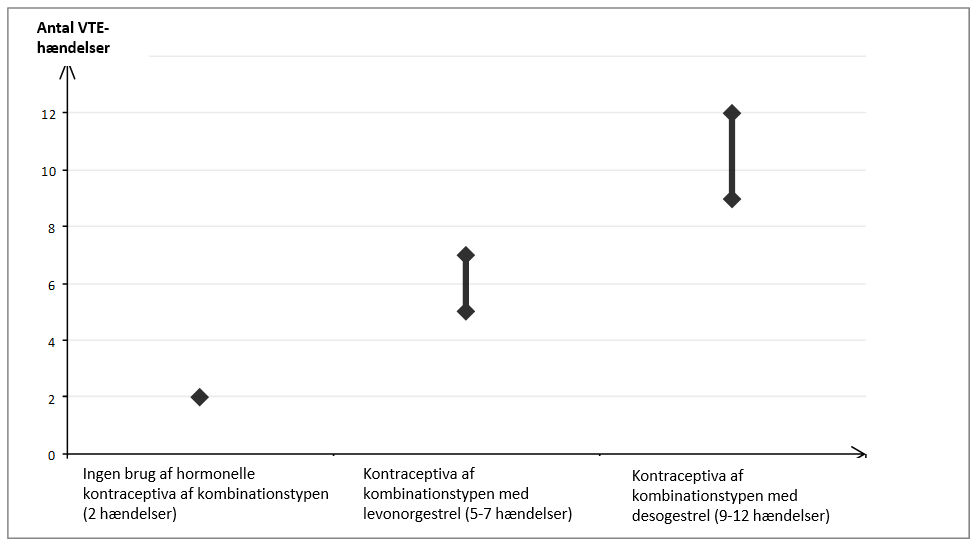 Antal VTE-
hændelser
12
10
8
6
4
2
0
Ingen brug af hormonelle
kontraceptiva af kombinationstypen
(2 hændelser)
Kontraceptiva af
kombinationstypen med
levonorgestrel (5-7 hændelser)
Kontraceptiva af
kombinationstypen med
desogestrel (9-12 hændelser)